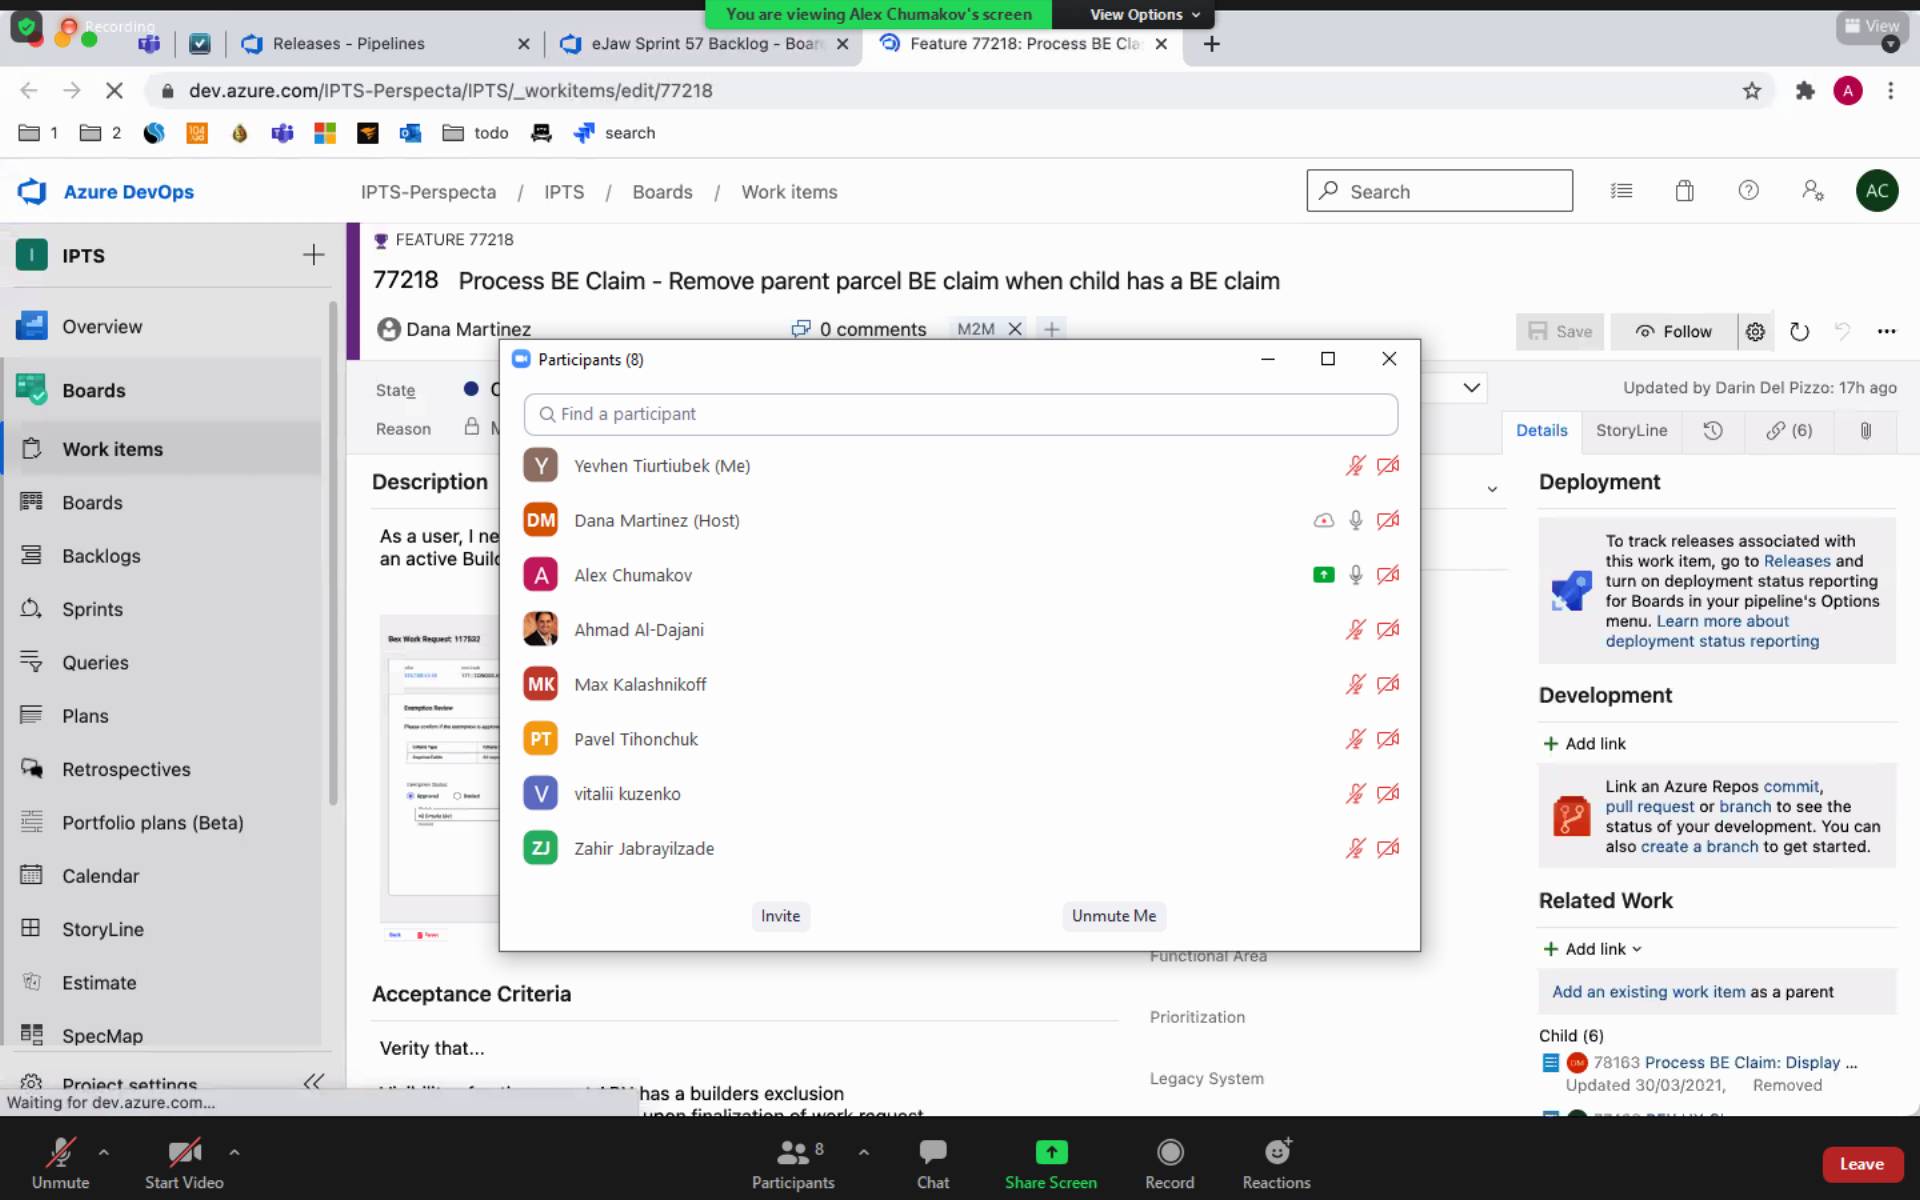 Recording
You are viewing Alex Chumakov's screen
View Options
View
Releases - Pipelines
eJaw Sprint 57 Backlog - Boar
Feature 77218: Process BE Cla
dev.azure.com/IPTS-Perspecta/IPTS/_workitems/edit/77218
A
1
2
todo
search
Azure DevOps
IPTS-Perspecta / IPTS / Boards / Work items
Search
AC
I
IPTS
FEATURE 77218
77218 Process BE Claim - Remove parent parcel BE claim when child has a BE claim
Dana Martinez
0 comments
M2M
Save
Follow
Overview
Boards
Work items
Boards
Backlogs
Sprints
Queries
Plans
Retrospectives
Portfolio plans (Beta)
Calendar
StoryLine
Estimate
SpecMap
Project settings
Waiting for dev.azure.com...
State
Reason
Updated by Darin Del Pizzo: 17h ago
Details
StoryLine
(6)
Description
As a user, I ne
an active Build
Bex Work Request: 117532
Exemption Review
Approved
Denied
Back
Acceptance Criteria
Verity that...
has a builders exclusion
upon finalization of work request
Participants (8)
Find a participant
Y
Yevhen Tiurtiubek (Me)
DM
Dana Martinez (Host)
A
Alex Chumakov
Ahmad Al-Dajani
MK
Max Kalashnikoff
PT
Pavel Tihonchuk
V
vitalii kuzenko
ZJ
Zahir Jabrayilzade
Invite
Unmute Me
Functional Area
Prioritization
Legacy System
Deployment
To track releases associated with
this work item, go to Releases and
turn on deployment status reporting
for Boards in your pipeline's Options
menu. Learn more about
deployment status reporting
Development
Add link
Link an Azure Repos commit,
pull request or branch to see the
status of your development. You can
also create a branch to get started.
Related Work
Add link
Add an existing work item as a parent
Child (6)
78163 Process BE Claim: Display ...
Updated 30/03/2021, Removed
Unmute
Start Video
8
Participants
Chat
Share Screen
Record
Reactions
Leave